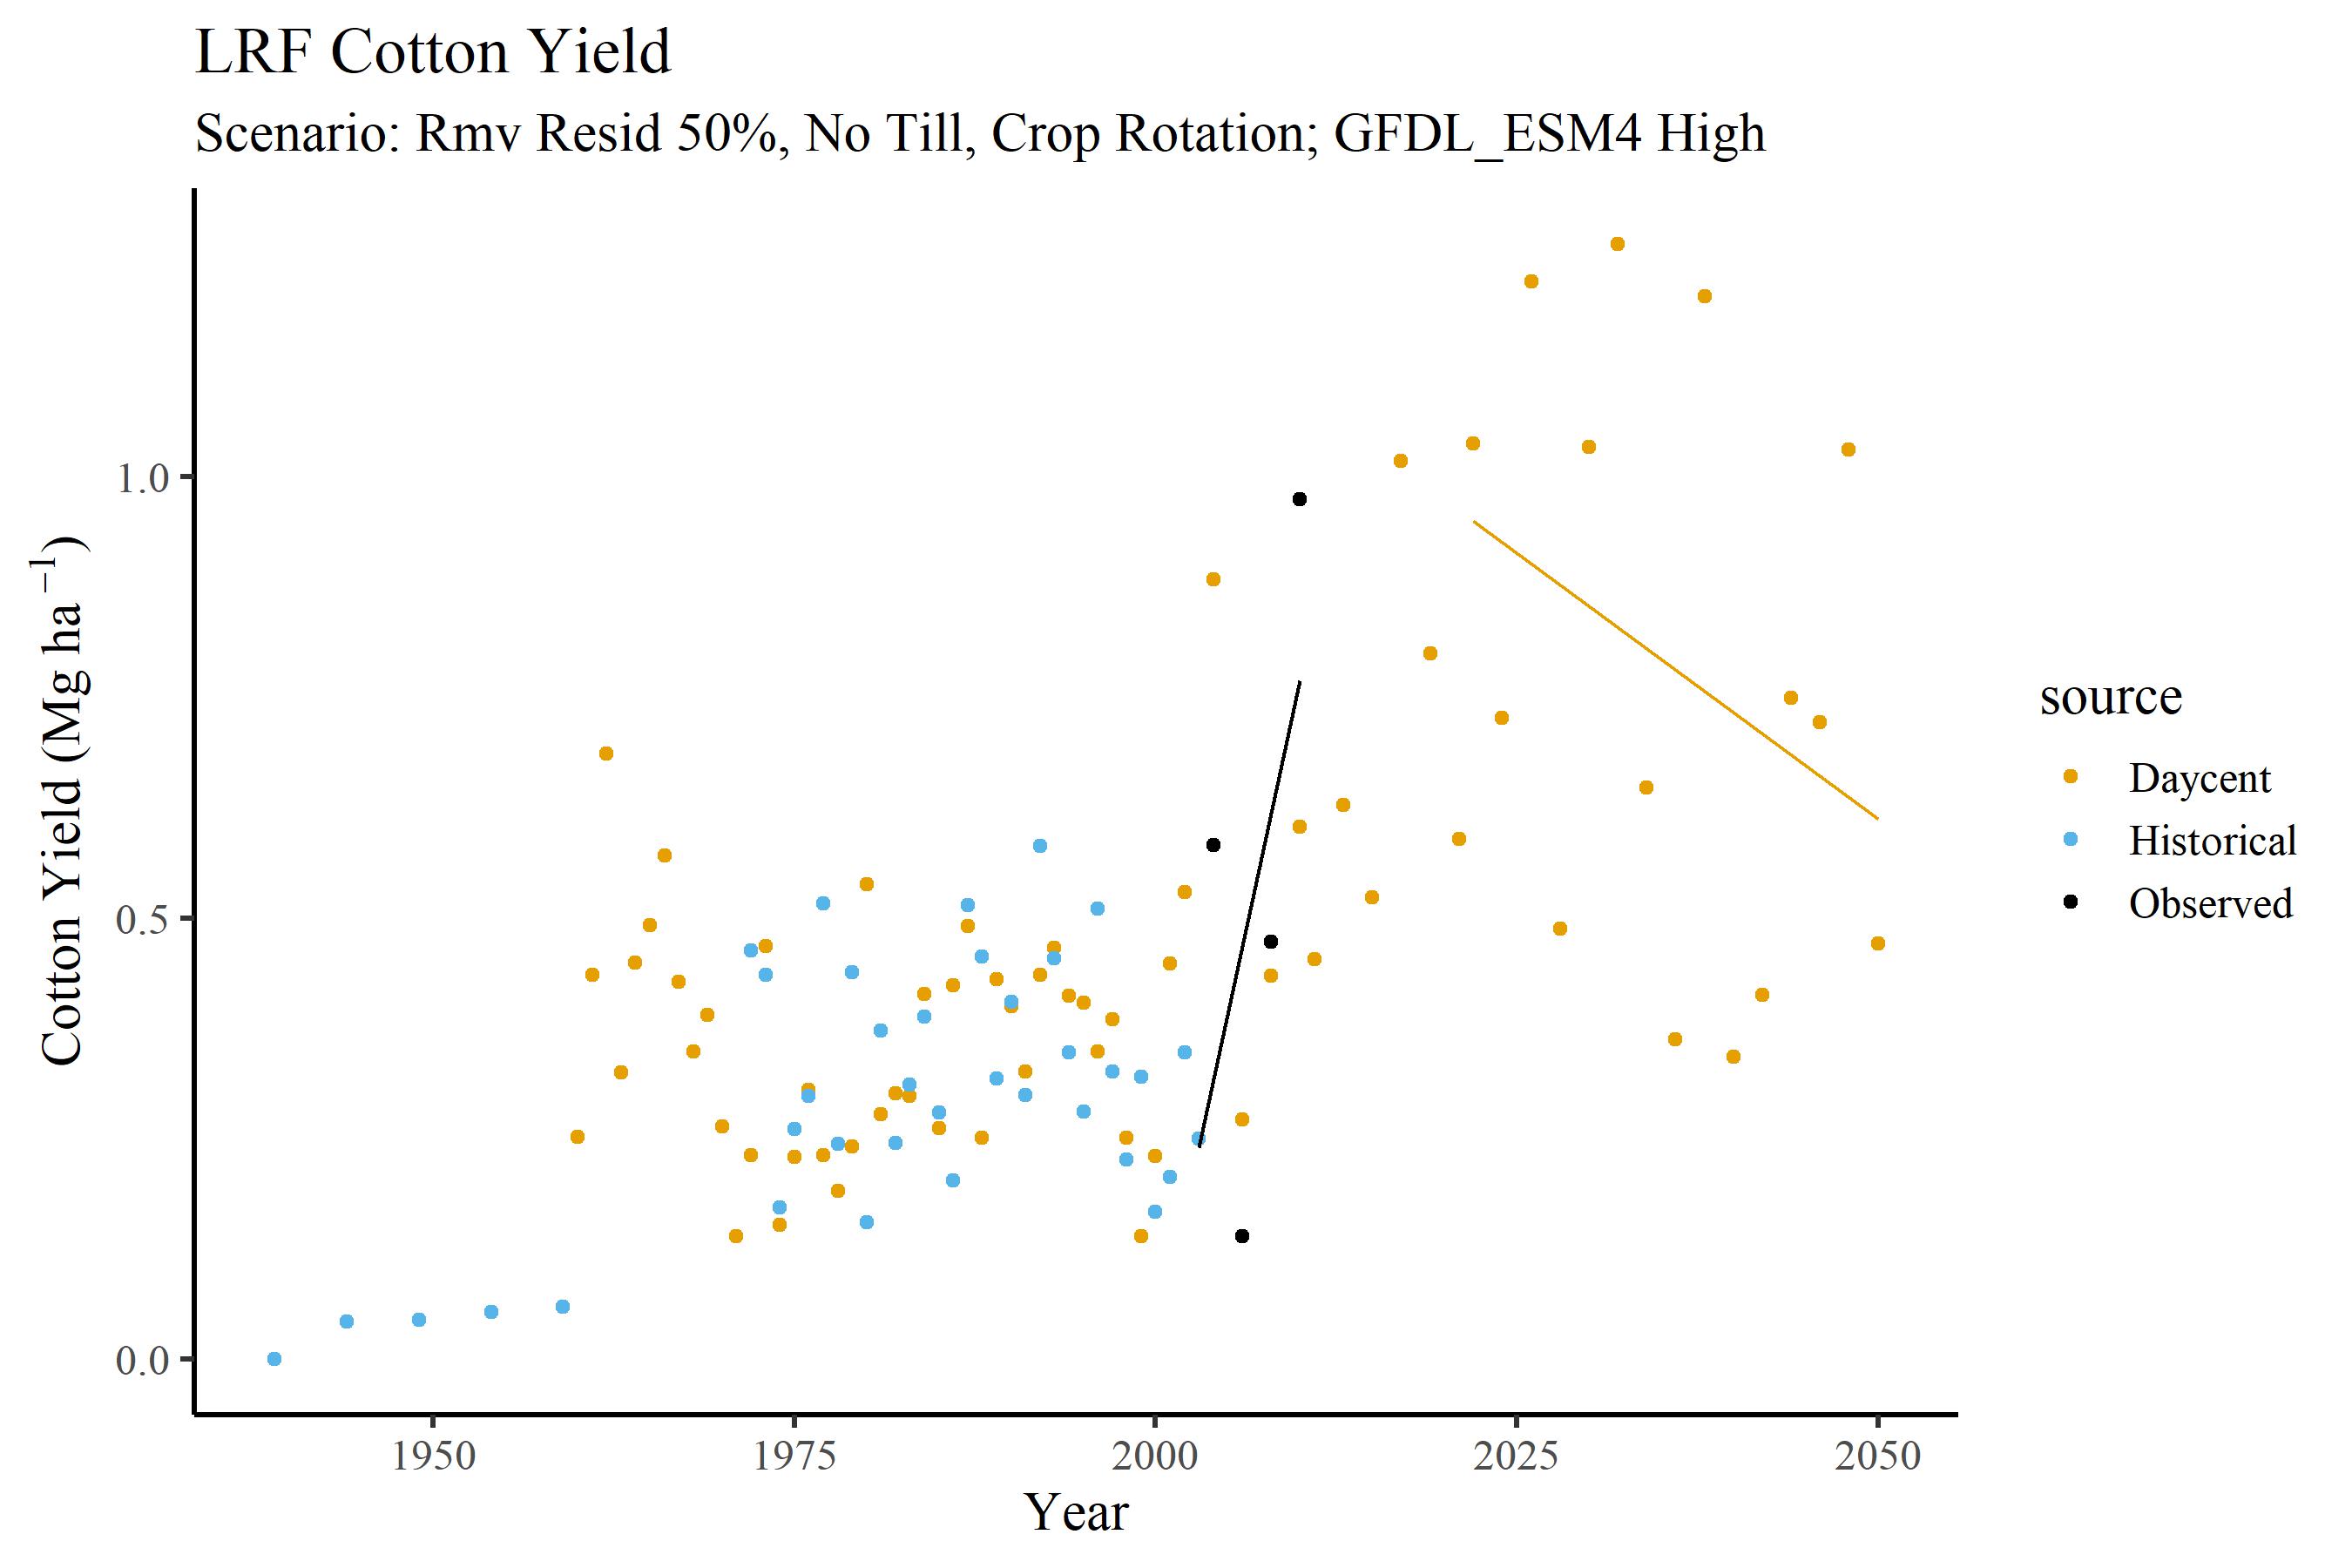 LRF Cotton Yield
Scenario: Rmv Resid 50%, No Till, Crop Rotation; GFDL_ESM4 High
Cotton Yield (Mg ha⁻¹)
1.0
0.5
0.0
1950 1975 2000 2025 2050
Year
source
Daycent
Historical
Observed